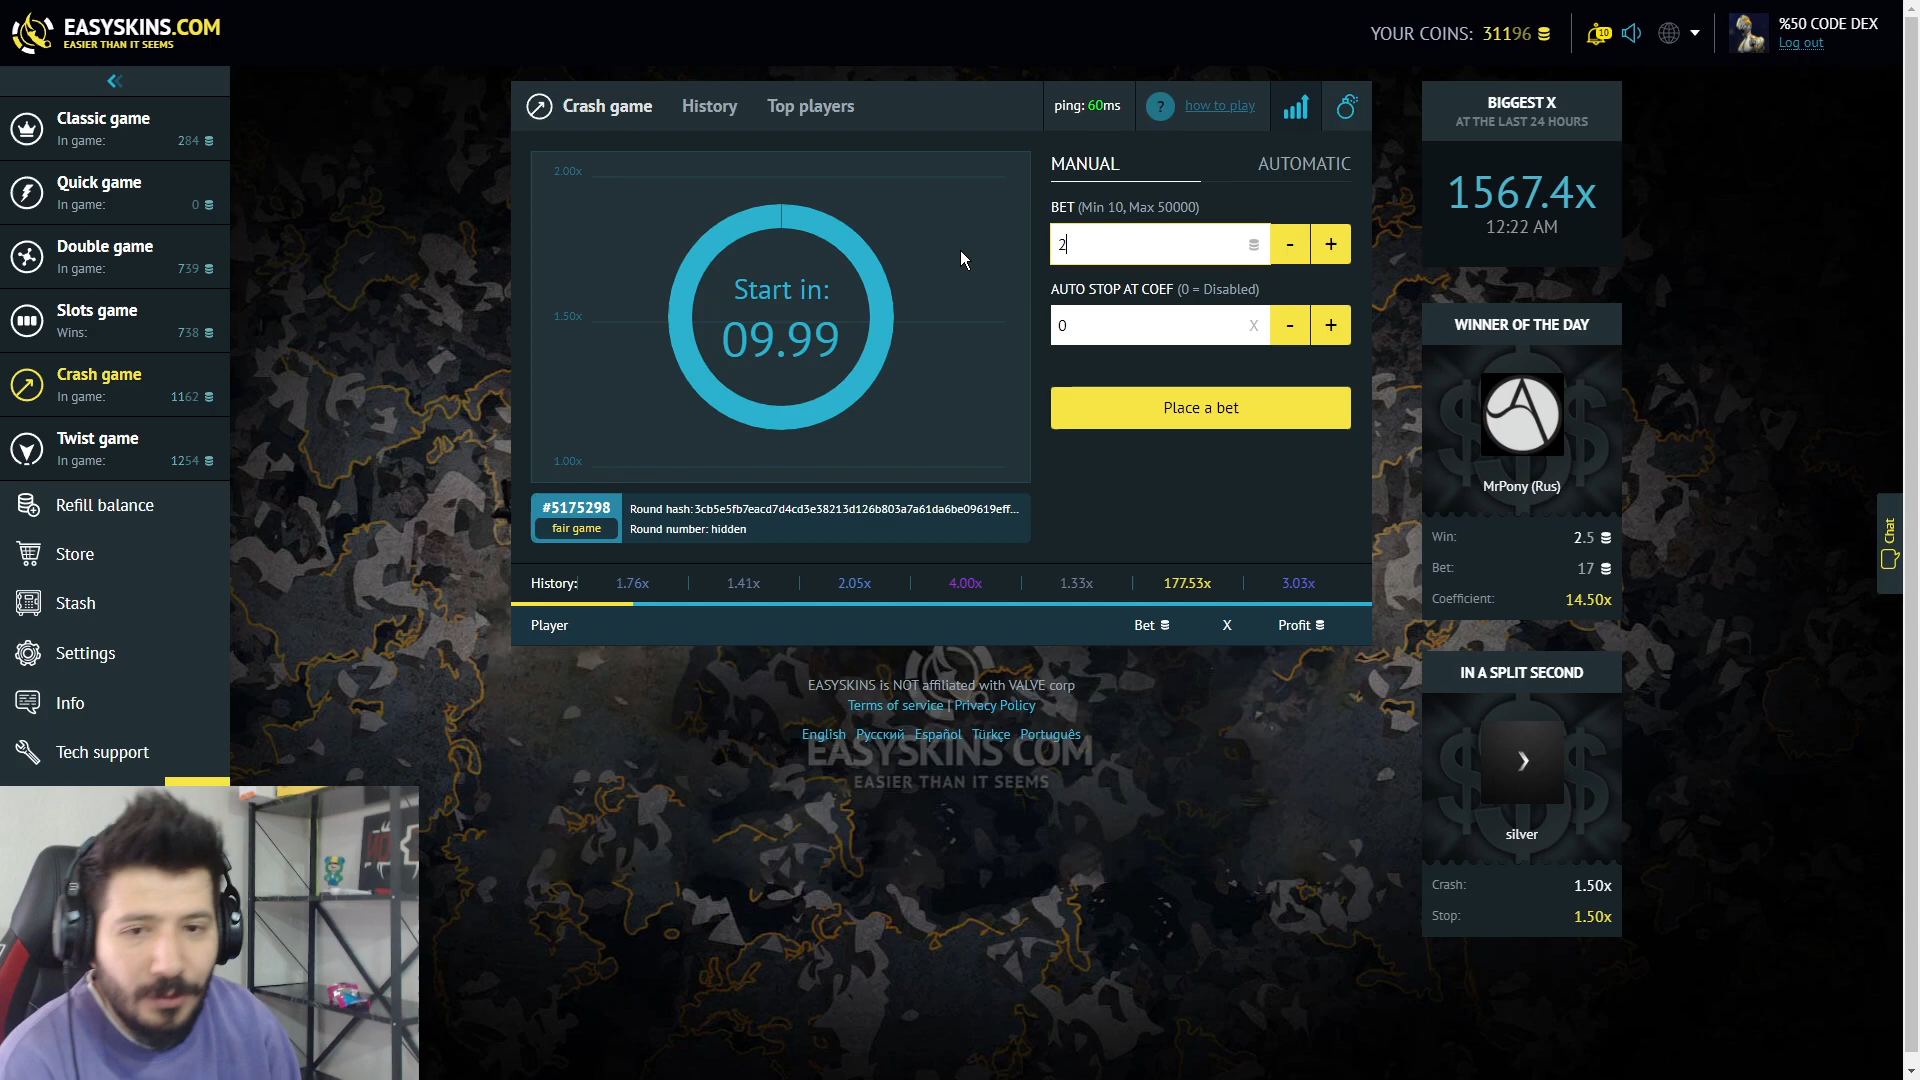 EASYSKINS.COM
EASIER THAN IT SEEMS
YOUR COINS: 31196
10
%50 CODE DEX
Log out
Classic game
In game: 284
Quick game
In game: 0
Double game
In game: 739
Slots game
Wins: 738
Crash game
In game: 1162
Twist game
In game: 1254
Refill balance
Store
Stash
Settings
Info
Tech support
Crash game History Top players
ping: 60ms
? how to play
2.00x
1.50x
1.00x
Start in:
09.99
#5175298
fair game
Round hash: 3cb5e5fb7eacd7d4cd3e38213d126b803a7a61da6be09619eff...
Round number: hidden
MANUAL AUTOMATIC
BET (Min 10, Max 50000)
2 - +
AUTO STOP AT COEF (0 = Disabled)
0 X - +
Place a bet
History: 1.76x 1.41x 2.05x 4.00x 1.33x 177.53x 3.03x
Player Bet X Profit
EASYSKINS is NOT affiliated with VALVE corp
Terms of service | Privacy Policy
English Русский Español Türkçe Português
EASYSKINS.COM
EASIER THAN IT SEEMS
BIGGEST X
AT THE LAST 24 HOURS
1567.4x
12:22 AM
WINNER OF THE DAY
MrPony (Rus)
Win: 2.5
Bet: 17
Coefficient: 14.50x
IN A SPLIT SECOND
silver
Crash: 1.50x
Stop: 1.50x
Chat